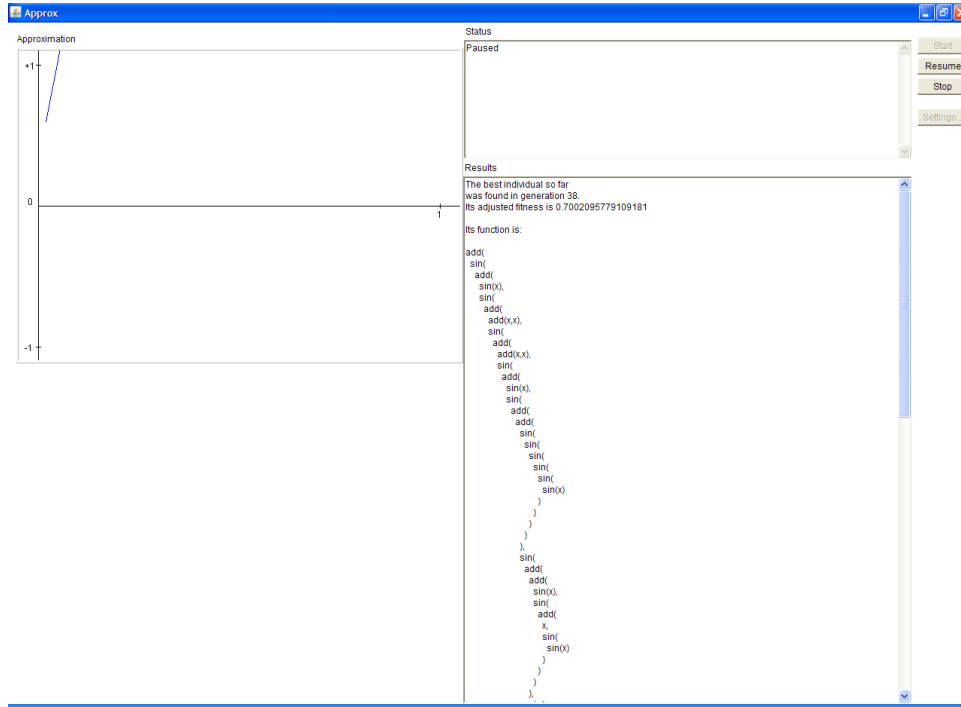 Approx
Approximation
+1
0
1
-1
Status
Paused
Start
Resume
Stop
Settings...
Results
The best individual so far
was found in generation 38.
Its adjusted fitness is 0.7002095779109181
Its function is:
add(
sin(
add(
sin(x),
sin(
add(
add(x,x),
sin(
add(
add(x,x),
sin(
add(
sin(x),
sin(
add(
add(
sin(
sin(
sin(
sin(
sin(
sin(x)
)
)
)
)
),
sin(
add(
add(
sin(x),
sin(
add(
x,
sin(
sin(x)
)
)
)
),